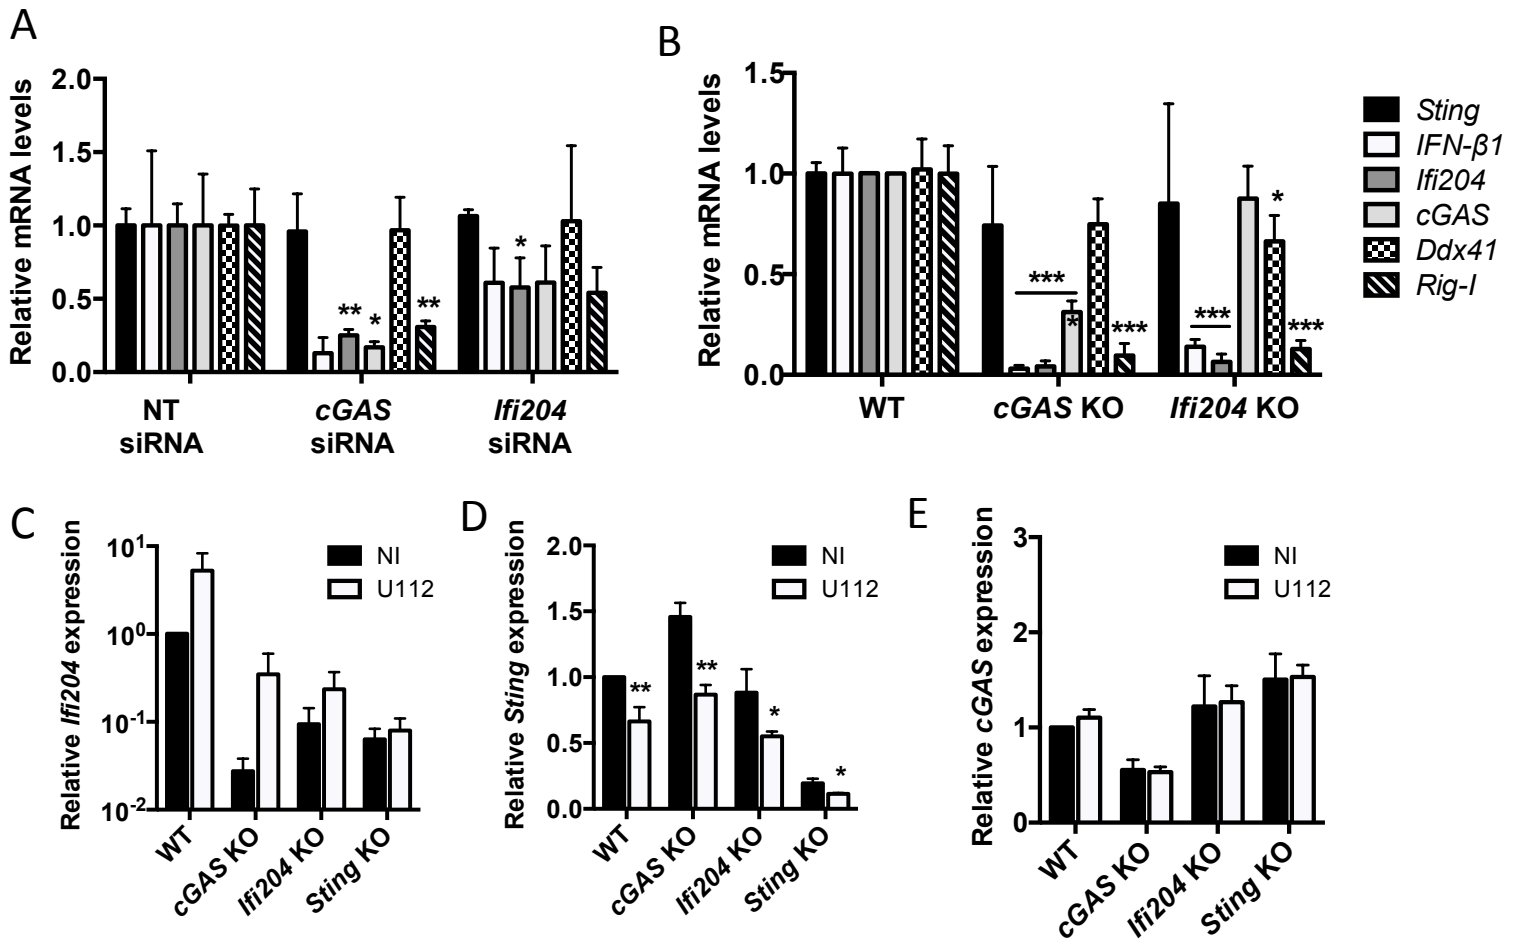 A
Relative mRNA levels
2.0
1.5
1.0
0.5
0.0
** * **
*
NT
siRNA
cGAS
siRNA
Ifi204
siRNA
B
Relative mRNA levels
1.5
1.0
0.5
0.0
***
*
***
***
*
***
WT
cGAS KO
Ifi204 KO
Sting
IFN-β1
Ifi204
cGAS
Ddx41
Rig-I
C
Relative Ifi204 expression
10¹
10⁰
10⁻¹
10⁻²
NI
U112
WT
cGAS KO
Ifi204 KO
Sting KO
D
Relative Sting expression
2.0
1.5
1.0
0.5
0.0
NI
U112
**
**
*
*
WT
cGAS KO
Ifi204 KO
Sting KO
E
Relative cGAS expression
3
2
1
0
NI
U112
WT
cGAS KO
Ifi204 KO
Sting KO